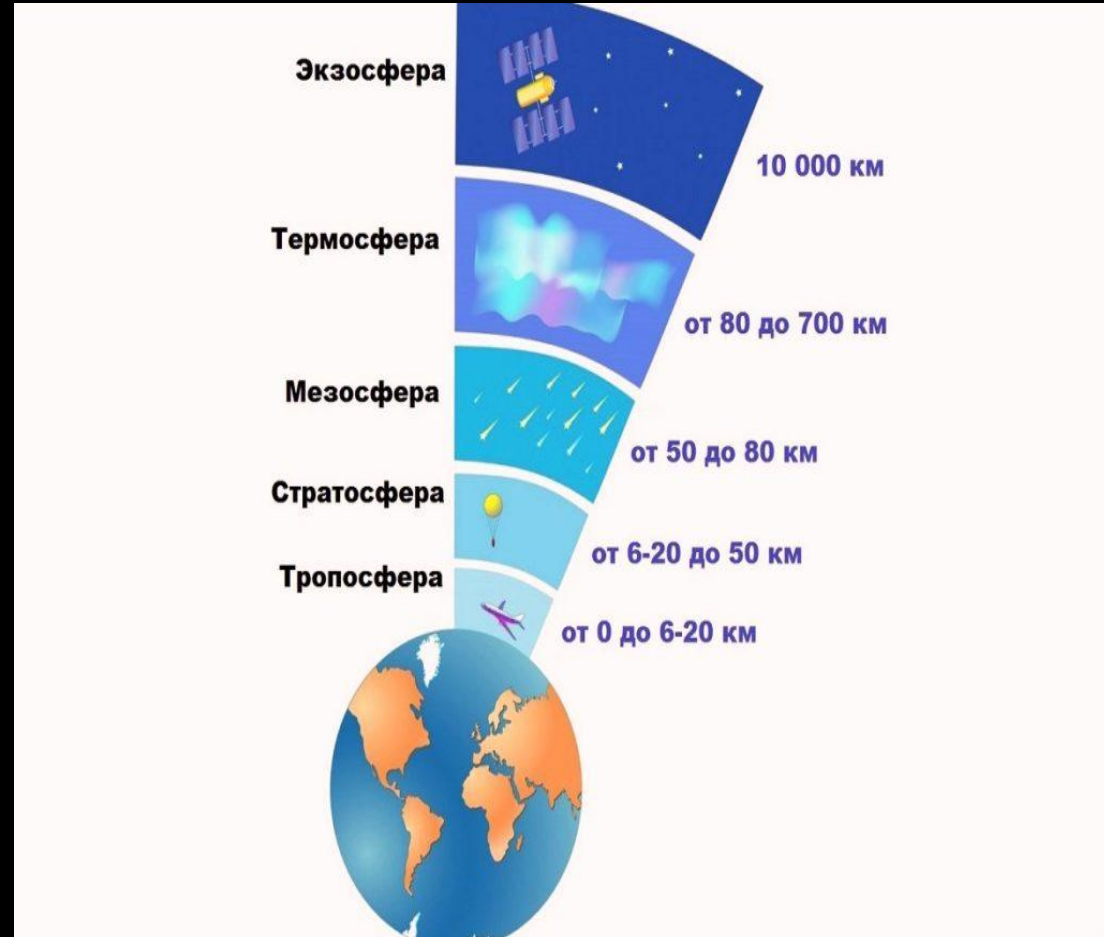 Экзосфера
10 000 км
Термосфера
от 80 до 700 км
Мезосфера
от 50 до 80 км
Стратосфера
от 6-20 до 50 км
Тропосфера
от 0 до 6-20 км